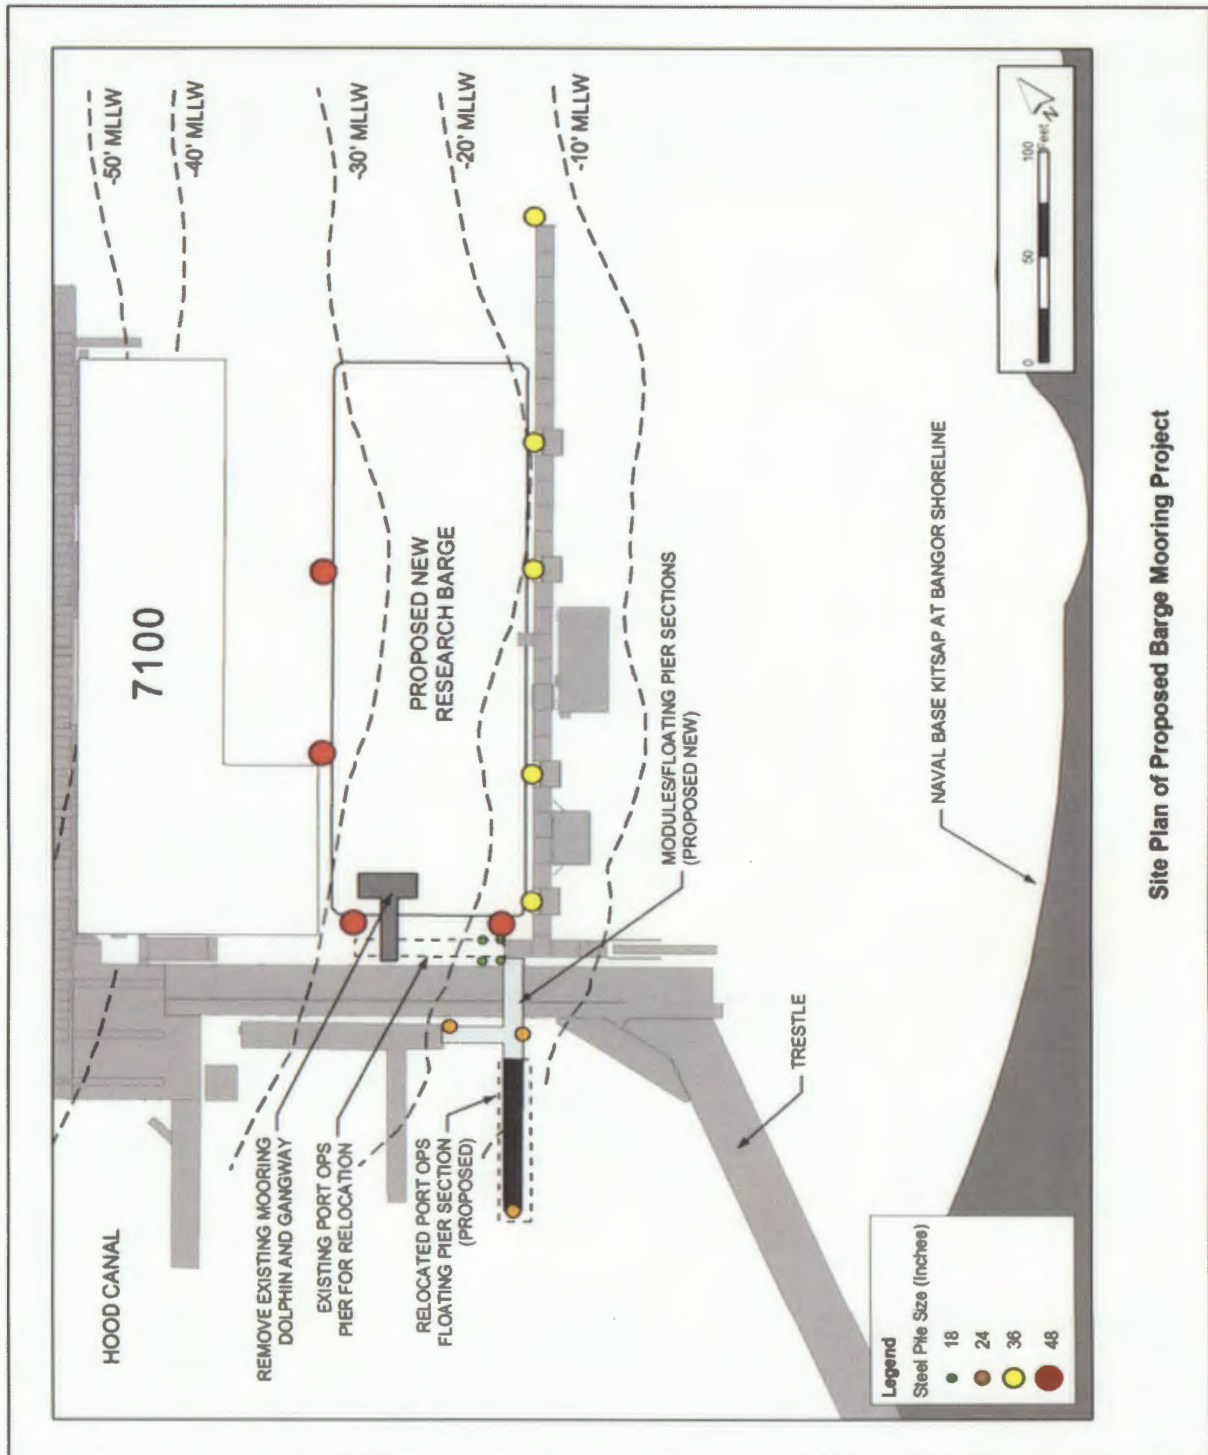 HOOD CANAL
-50' MLLW
-40' MLLW
-30' MLLW
-20' MLLW
-10' MLLW
7100
PROPOSED NEW
RESEARCH BARGE
REMOVE EXISTING MOORING
DOLPHIN AND GANGWAY
EXISTING PORT OPS
PIER FOR RELOCATION
RELOCATED PORT OPS
FLOATING PIER SECTION
(PROPOSED)
MODULES/FLOATING PIER SECTIONS
(PROPOSED NEW)
TRESTLE
NAVAL BASE KITSAP AT BANGOR SHORELINE
Legend
Steel Pile Size (Inches)
18
24
36
48
0 50 100
Feet
N
Site Plan of Proposed Barge Mooring Project